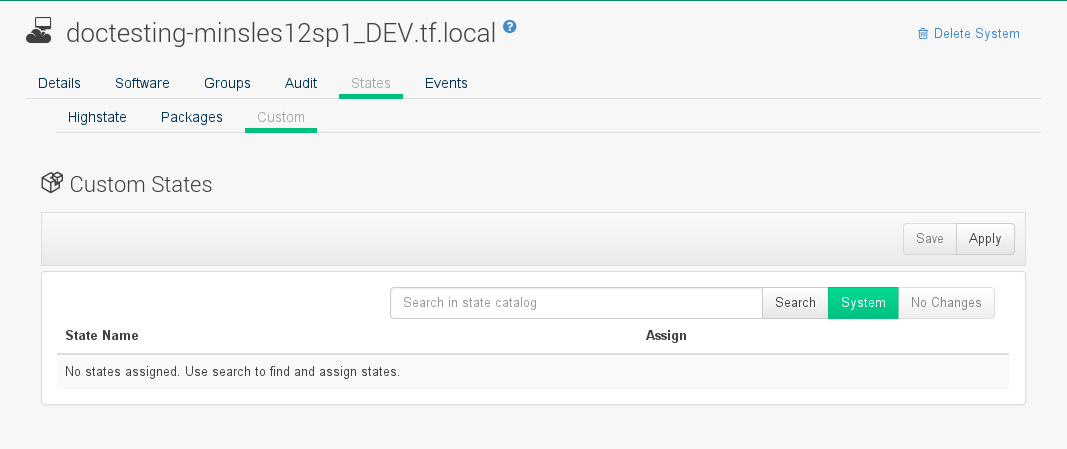 doctesting-minsles12sp1_DEV.tf.local ?
Delete System
Details Software Groups Audit States Events
Highstate Packages Custom
Custom States
Save Apply
Search in state catalog Search System No Changes
State Name Assign
No states assigned. Use search to find and assign states.